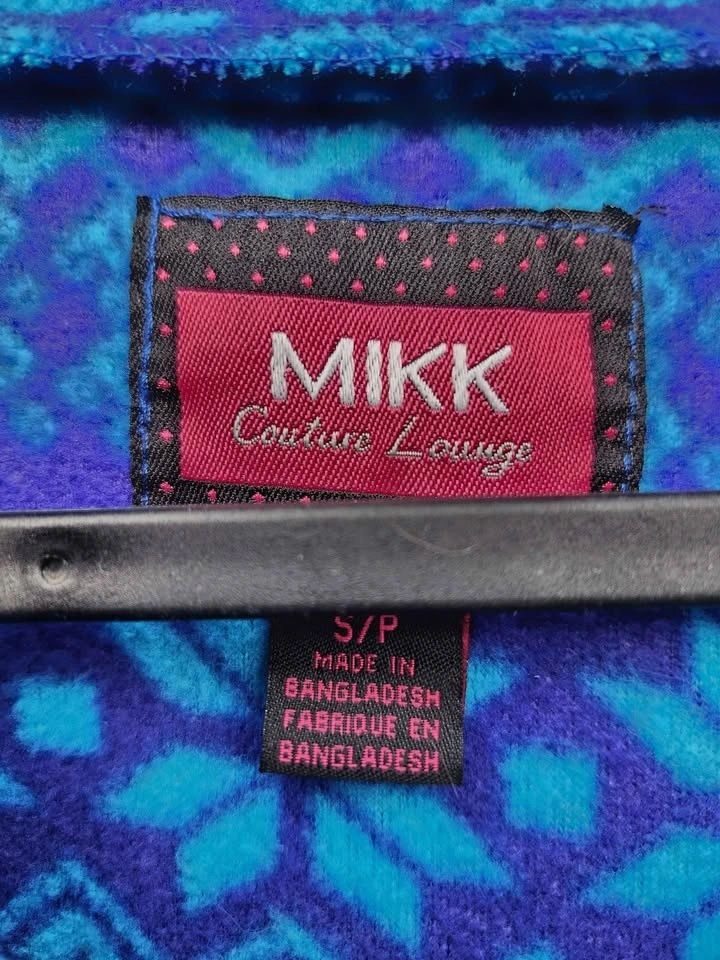 MIKK
Couture Lounge
S/P
MADE IN
BANGLADESH
FABRIQUE EN
BANGLADESH